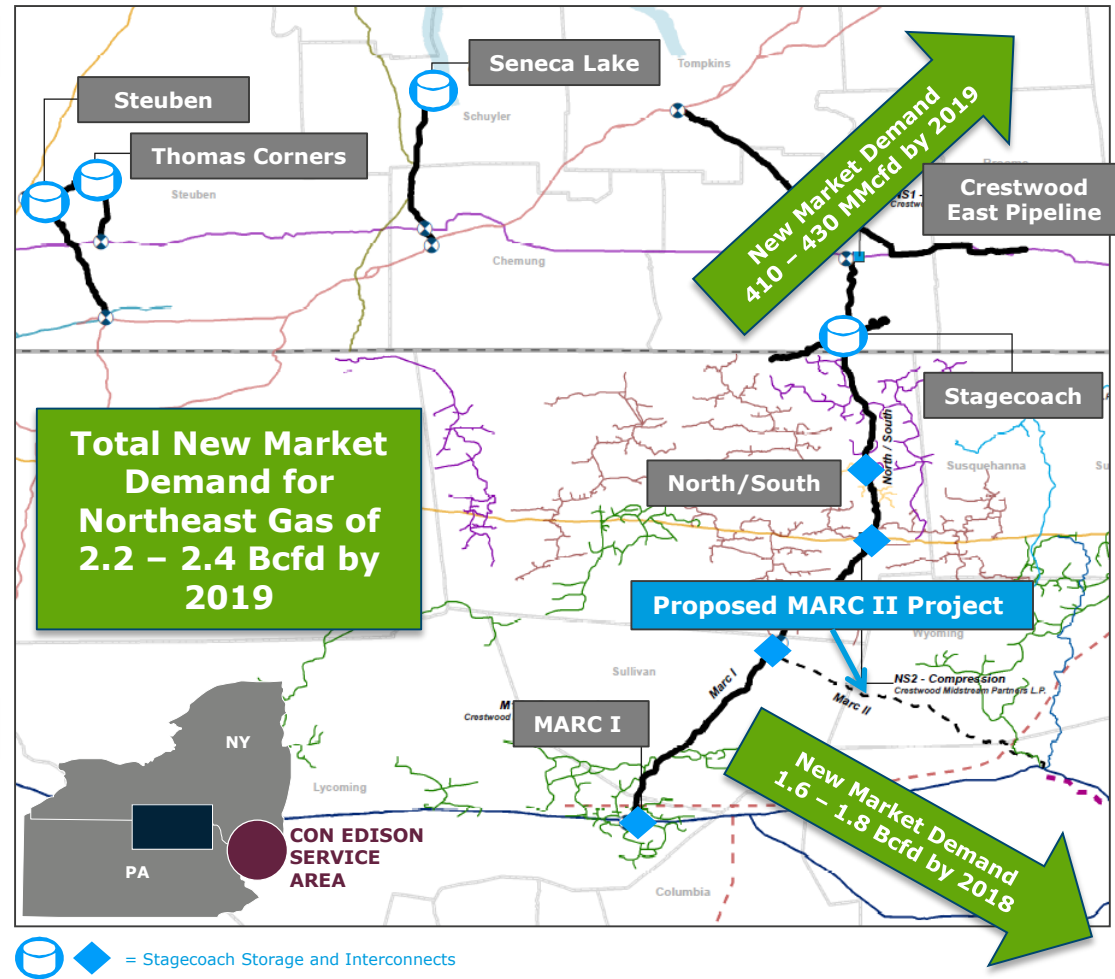 Seneca Lake
Tompkins
Steuben
Schuyler
Thomas Corners
Steuben
New Market Demand
410 – 430 MMcfd by 2019
NS1 -
Crestwood
East Pipeline
Chemung
Stagecoach
Total New Market
Demand for
Northeast Gas of
2.2 – 2.4 Bcfd by
2019
North / South
North/South
Susquehanna
Proposed MARC II Project
Wyoming
Sullivan
Marc I
NS2 - Compression
Crestwood Midstream Partners L.P.
Marc II
MARC I
NY
Lycoming
New Market Demand
1.6 – 1.8 Bcfd by 2018
CON EDISON
SERVICE
AREA
PA
Columbia
= Stagecoach Storage and Interconnects